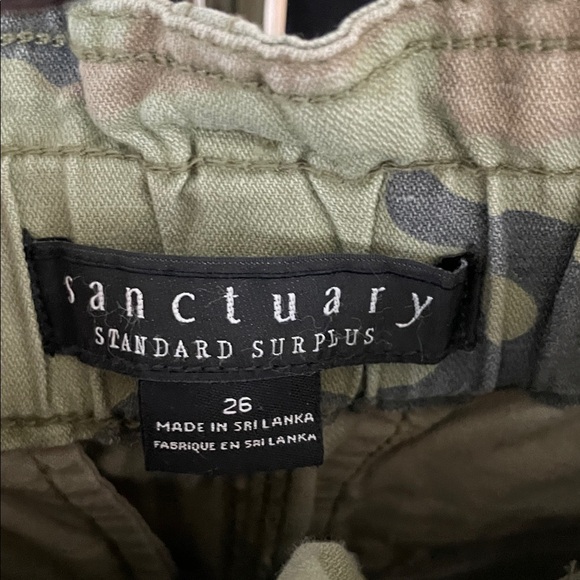 sanctuary
STANDARD SURPLUS
26
MADE IN SRI LANKA
FABRIQUE EN SRI LANKA